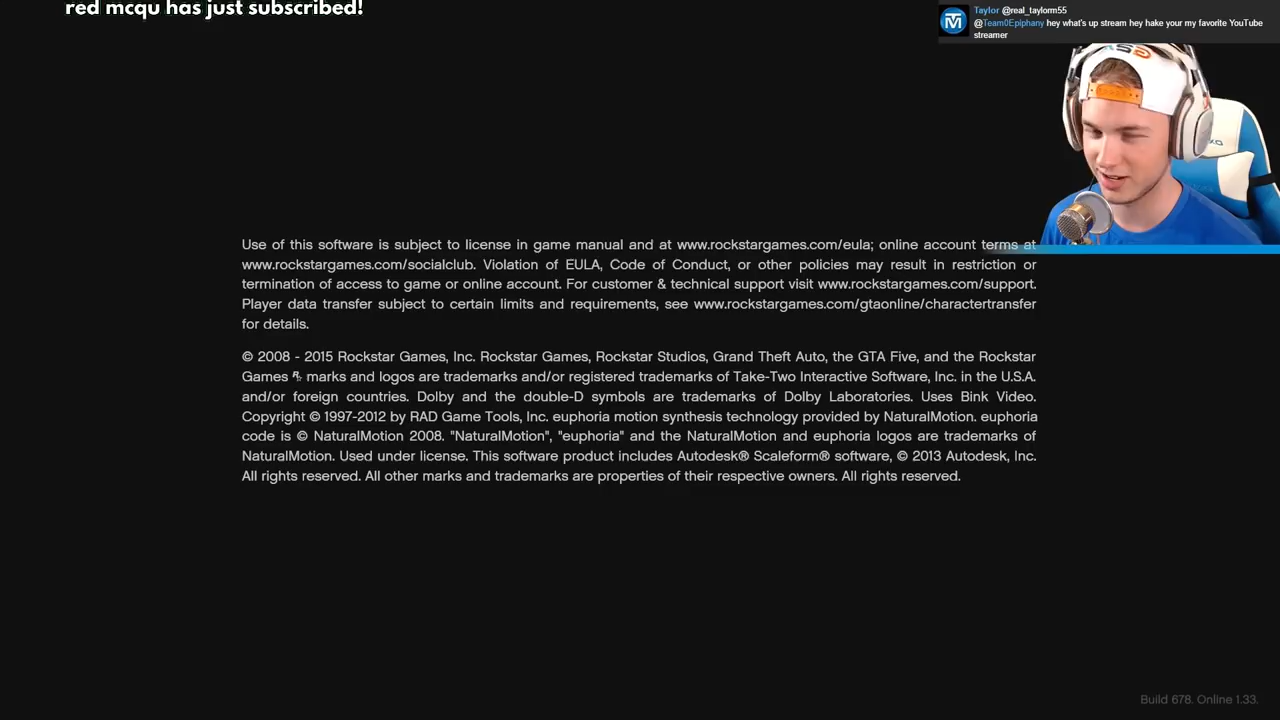 red mcqu has just subscribed!
Taylor @real_taylorm55
@Team0Epiphany hey what's up stream hey hake your my favorite YouTube
streamer
Use of this software is subject to license in game manual and at www.rockstargames.com/eula; online account terms at
www.rockstargames.com/socialclub. Violation of EULA, Code of Conduct, or other policies may result in restriction or
termination of access to game or online account. For customer & technical support visit www.rockstargames.com/support.
Player data transfer subject to certain limits and requirements, see www.rockstargames.com/gtaonline/charactertransfer
for details.
© 2008 - 2015 Rockstar Games, Inc. Rockstar Games, Rockstar Studios, Grand Theft Auto, the GTA Five, and the Rockstar
Games R* marks and logos are trademarks and/or registered trademarks of Take-Two Interactive Software, Inc. in the U.S.A.
and/or foreign countries. Dolby and the double-D symbols are trademarks of Dolby Laboratories. Uses Bink Video.
Copyright © 1997-2012 by RAD Game Tools, Inc. euphoria motion synthesis technology provided by NaturalMotion. euphoria
code is © NaturalMotion 2008. "NaturalMotion", "euphoria" and the NaturalMotion and euphoria logos are trademarks of
NaturalMotion. Used under license. This software product includes Autodesk® Scaleform® software, © 2013 Autodesk, Inc.
All rights reserved. All other marks and trademarks are properties of their respective owners. All rights reserved.
Build 678. Online 1.33.